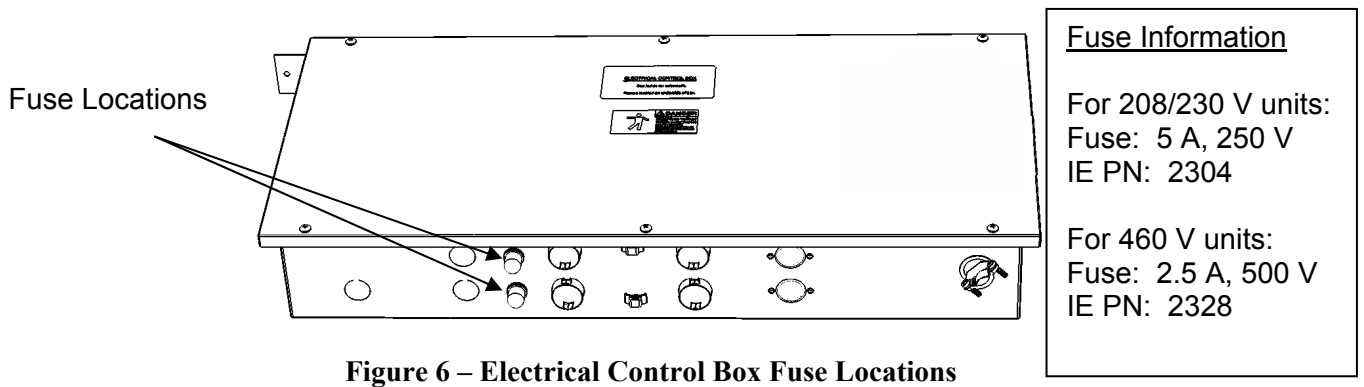 Fuse Locations
ELECTRICAL CONTROL BOX
DANGER
Fuse Information
For 208/230 V units:
Fuse: 5 A, 250 V
IE PN: 2304
For 460 V units:
Fuse: 2.5 A, 500 V
IE PN: 2328
Figure 6 – Electrical Control Box Fuse Locations